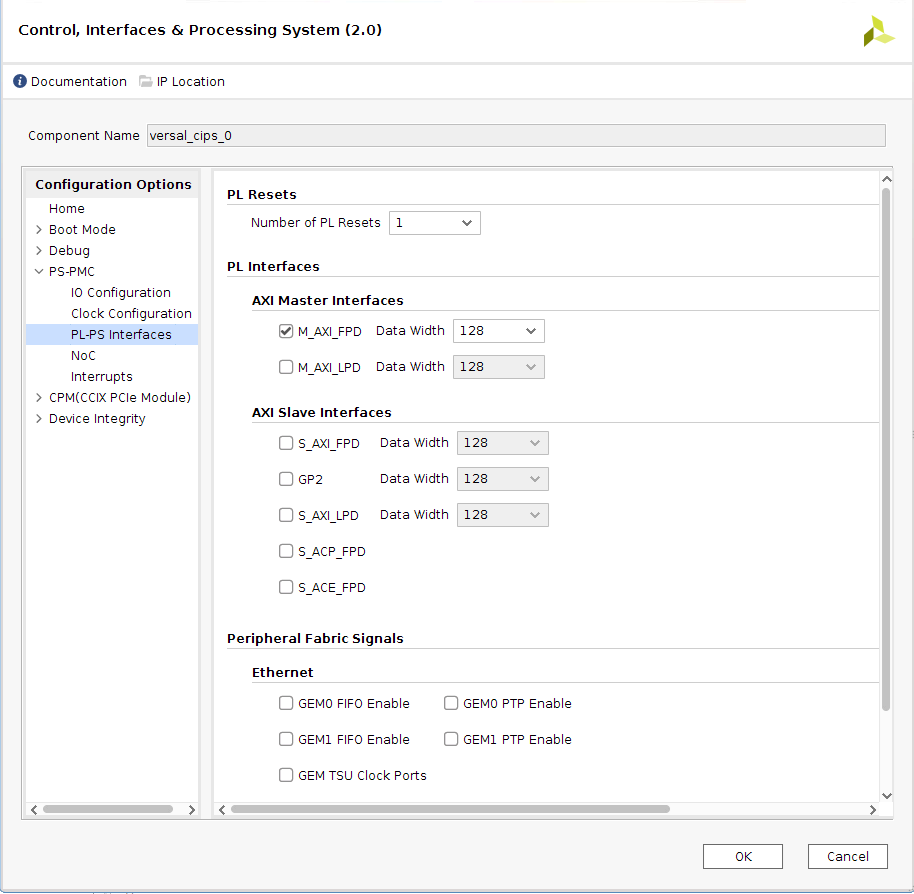 Control, Interfaces & Processing System (2.0)
Documentation IP Location
Component Name versal_cips_0
Configuration Options
Home
Boot Mode
Debug
PS-PMC
IO Configuration
Clock Configuration
PL-PS Interfaces
NoC
Interrupts
CPM(CCIX PCIe Module)
Device Integrity
PL Resets
Number of PL Resets 1
PL Interfaces
AXI Master Interfaces
M_AXI_FPD Data Width 128
M_AXI_LPD Data Width 128
AXI Slave Interfaces
S_AXI_FPD Data Width 128
GP2 Data Width 128
S_AXI_LPD Data Width 128
S_ACP_FPD
S_ACE_FPD
Peripheral Fabric Signals
Ethernet
GEM0 FIFO Enable GEM0 PTP Enable
GEM1 FIFO Enable GEM1 PTP Enable
GEM TSU Clock Ports
OK Cancel